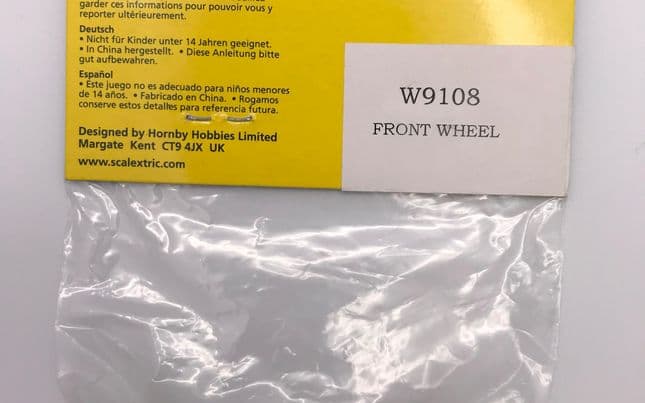 garder ces informations pour pouvoir vous y
reporter ultérieurement.
Deutsch
• Nicht für Kinder unter 14 Jahren geeignet.
• In China hergestellt. • Diese Anleitung bitte
gut aufbewahren.
Español
• Este juego no es adecuado para niños menores
de 14 años. • Fabricado en China. • Rogamos
conserve estos detalles para referencia futura.
Designed by Hornby Hobbies Limited
Margate Kent CT9 4JX UK
www.scalextric.com
W9108
FRONT WHEEL